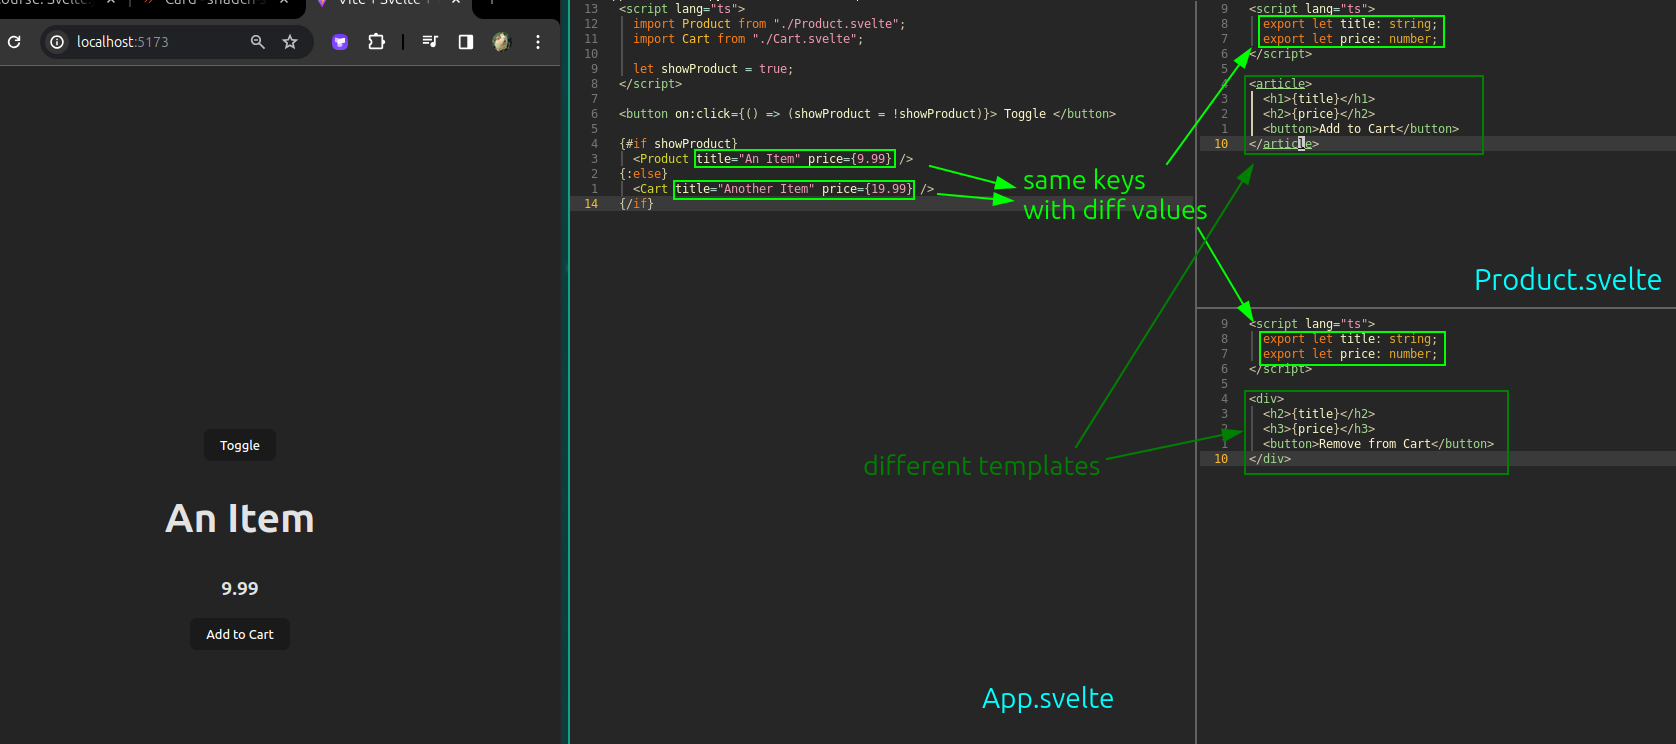 course: Svelte
Card - shadcn-s
Vite + Svelte +
localhost:5173
Toggle
An Item
9.99
Add to Cart
13 <script lang="ts">
12 import Product from "./Product.svelte";
11 import Cart from "./Cart.svelte";
10
9 let showProduct = true;
8 </script>
7
6 <button on:click={() => (showProduct = !showProduct)}> Toggle </button>
5
4 {#if showProduct}
3 <Product title="An Item" price={9.99} />
2 {:else}
1 <Cart title="Another Item" price={19.99} />
14 {/if}
same keys
with diff values
different templates
App.svelte
9 <script lang="ts">
8 export let title: string;
7 export let price: number;
6 </script>
5
4 <article>
3 <h1>{title}</h1>
2 <h2>{price}</h2>
1 <button>Add to Cart</button>
10 </article>
Product.svelte
9 <script lang="ts">
8 export let title: string;
7 export let price: number;
6 </script>
5
4 <div>
3 <h2>{title}</h2>
2 <h3>{price}</h3>
1 <button>Remove from Cart</button>
10 </div>